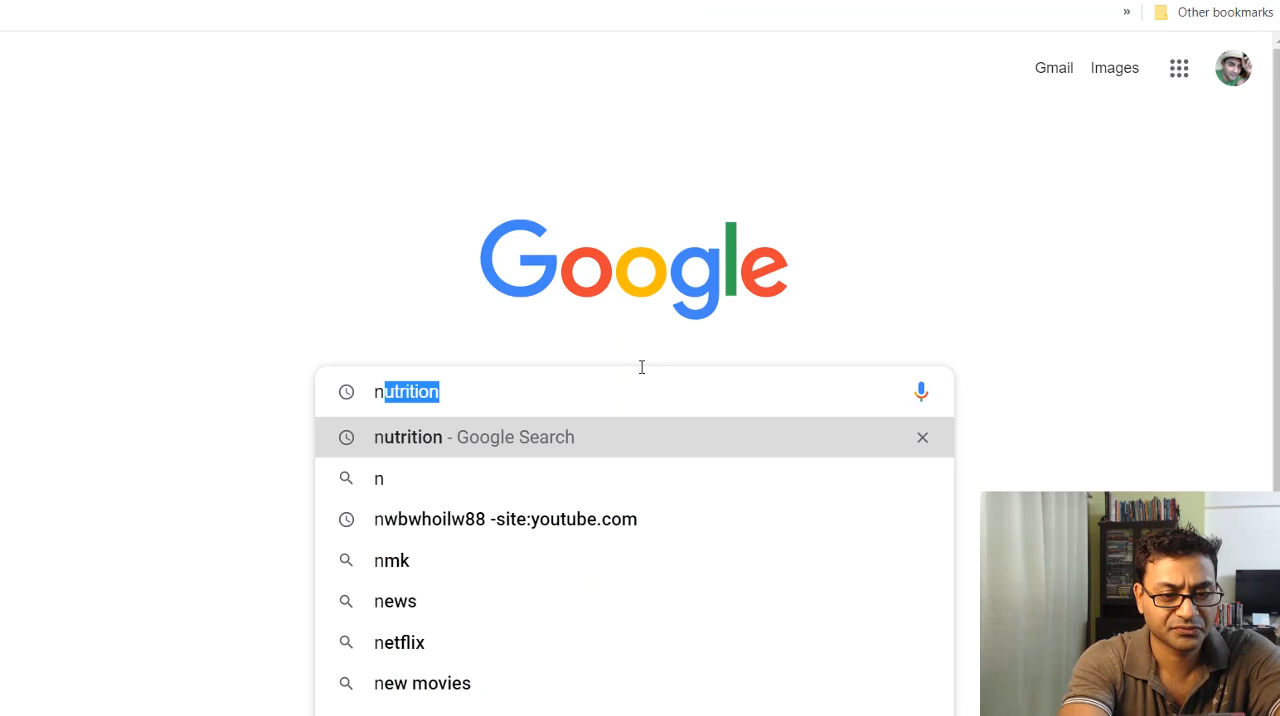 » Other bookmarks
Gmail Images
Google
nutrition
nutrition - Google Search
n
nwbwhoilw88 -site:youtube.com
nmk
news
netflix
new movies